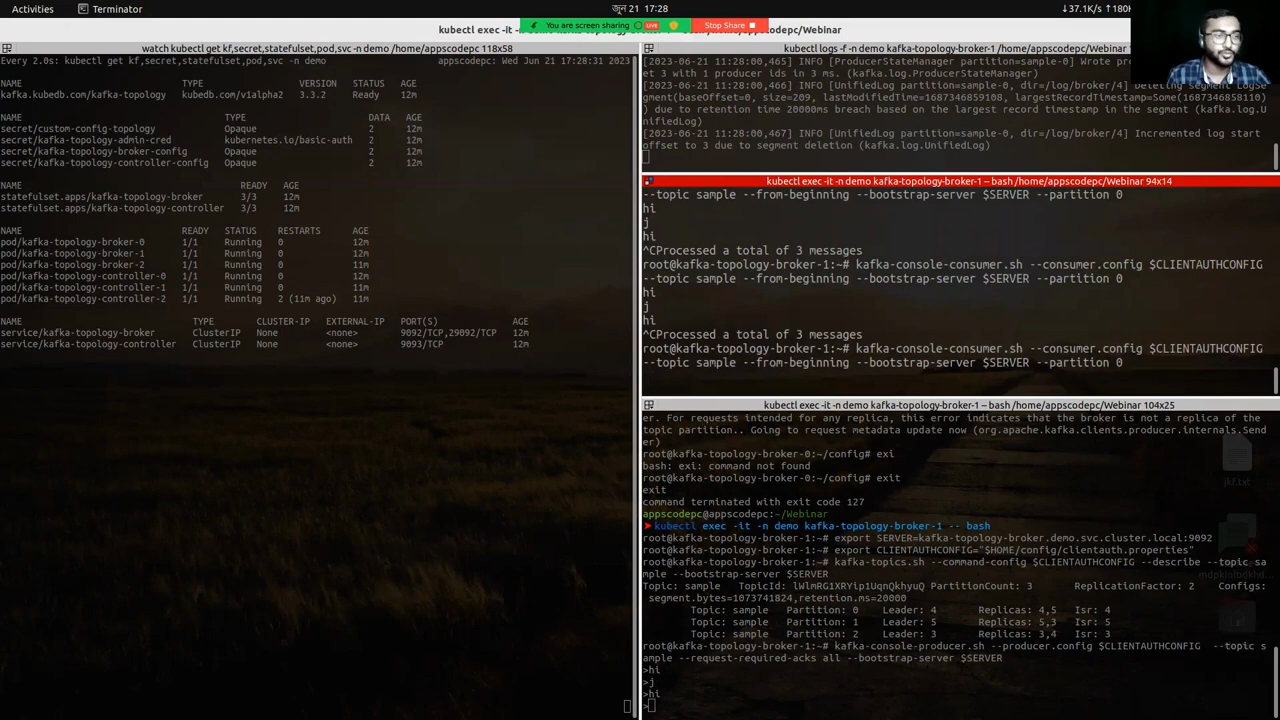 Activities
Terminator
জুন 21 17:28
↓37.1K/s ↑180K
You are screen sharing
LIVE
Stop Share
kubectl exec -it -n demo kafka-topology-broker-1 -- bash /home/appscodepc/Webinar
watch kubectl get kf,secret,statefulset,pod,svc -n demo /home/appscodepc 118x58
Every 2.0s: kubectl get kf,secret,statefulset,pod,svc -n demo appscodepc: Wed Jun 21 17:28:31 2023
NAME TYPE VERSION STATUS AGE
kafka.kubedb.com/kafka-topology kubedb.com/v1alpha2 3.3.2 Ready 12m
NAME TYPE DATA AGE
secret/custom-config-topology Opaque 2 12m
secret/kafka-topology-admin-cred kubernetes.io/basic-auth 2 12m
secret/kafka-topology-broker-config Opaque 2 12m
secret/kafka-topology-controller-config Opaque 2 12m
NAME READY AGE
statefulset.apps/kafka-topology-broker 3/3 12m
statefulset.apps/kafka-topology-controller 3/3 12m
NAME READY STATUS RESTARTS AGE
pod/kafka-topology-broker-0 1/1 Running 0 12m
pod/kafka-topology-broker-1 1/1 Running 0 12m
pod/kafka-topology-broker-2 1/1 Running 0 11m
pod/kafka-topology-controller-0 1/1 Running 0 12m
pod/kafka-topology-controller-1 1/1 Running 0 11m
pod/kafka-topology-controller-2 1/1 Running 2 (11m ago) 11m
NAME TYPE CLUSTER-IP EXTERNAL-IP PORT(S) AGE
service/kafka-topology-broker ClusterIP None <none> 9092/TCP,29092/TCP 12m
service/kafka-topology-controller ClusterIP None <none> 9093/TCP 12m
kubectl logs -f -n demo kafka-topology-broker-1 /home/appscodepc/Webinar
[2023-06-21 11:28:00,465] INFO [ProducerStateManager partition=sample-0] Wrote pr
et 3 with 1 producer ids in 3 ms. (kafka.log.ProducerStateManager)
[2023-06-21 11:28:00,466] INFO [UnifiedLog partition=sample-0, dir=/log/broker/4] Deleting segment LogSe
gment(baseOffset=0, size=209, lastModifiedTime=1687346859108, largestRecordTimestamp=Some(1687346858110)
) due to retention time 20000ms breach based on the largest record timestamp in the segment (kafka.log.U
nifiedLog)
[2023-06-21 11:28:00,467] INFO [UnifiedLog partition=sample-0, dir=/log/broker/4] Incremented log start
offset to 3 due to segment deletion (kafka.log.UnifiedLog)
kubectl exec -it -n demo kafka-topology-broker-1 -- bash /home/appscodepc/Webinar 94x14
--topic sample --from-beginning --bootstrap-server $SERVER --partition 0
hi
j
hi
^CProcessed a total of 3 messages
root@kafka-topology-broker-1:~# kafka-console-consumer.sh --consumer.config $CLIENTAUTHCONFIG
--topic sample --from-beginning --bootstrap-server $SERVER --partition 0
hi
j
hi
^CProcessed a total of 3 messages
root@kafka-topology-broker-1:~# kafka-console-consumer.sh --consumer.config $CLIENTAUTHCONFIG
--topic sample --from-beginning --bootstrap-server $SERVER --partition 0
kubectl exec -it -n demo kafka-topology-broker-1 -- bash /home/appscodepc/Webinar 104x25
er. For requests intended for any replica, this error indicates that the broker is not a replica of the
topic partition.. Going to request metadata update now (org.apache.kafka.clients.producer.internals.Send
er)
root@kafka-topology-broker-0:~/config# exi
bash: exi: command not found
root@kafka-topology-broker-0:~/config# exit
exit
command terminated with exit code 127
appscodepc@appscodepc:~/Webinar
➤ kubectl exec -it -n demo kafka-topology-broker-1 -- bash
root@kafka-topology-broker-1:~# export SERVER=kafka-topology-broker.demo.svc.cluster.local:9092
root@kafka-topology-broker-1:~# export CLIENTAUTHCONFIG="$HOME/config/clientauth.properties"
root@kafka-topology-broker-1:~# kafka-topics.sh --command-config $CLIENTAUTHCONFIG --describe --topic sa
mple --bootstrap-server $SERVER
Topic: sample TopicId: lWlmRG1XRYip1UqnQkhyuQ PartitionCount: 3 ReplicationFactor: 2 Configs:
segment.bytes=1073741824,retention.ms=20000
Topic: sample Partition: 0 Leader: 4 Replicas: 4,5 Isr: 4
Topic: sample Partition: 1 Leader: 5 Replicas: 5,3 Isr: 5
Topic: sample Partition: 2 Leader: 3 Replicas: 3,4 Isr: 3
root@kafka-topology-broker-1:~# kafka-console-producer.sh --producer.config $CLIENTAUTHCONFIG --topic s
ample --request-required-acks all --bootstrap-server $SERVER
>hi
>j
>hi
>
jkf.txt